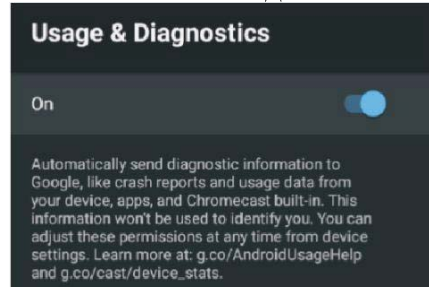 Usage & Diagnostics
On
Automatically send diagnostic information to
Google, like crash reports and usage data from
your device, apps, and Chromecast built-in. This
information won't be used to identify you. You can
adjust these permissions at any time from device
settings. Learn more at: g.co/AndroidUsageHelp
and g.co/cast/device_stats.